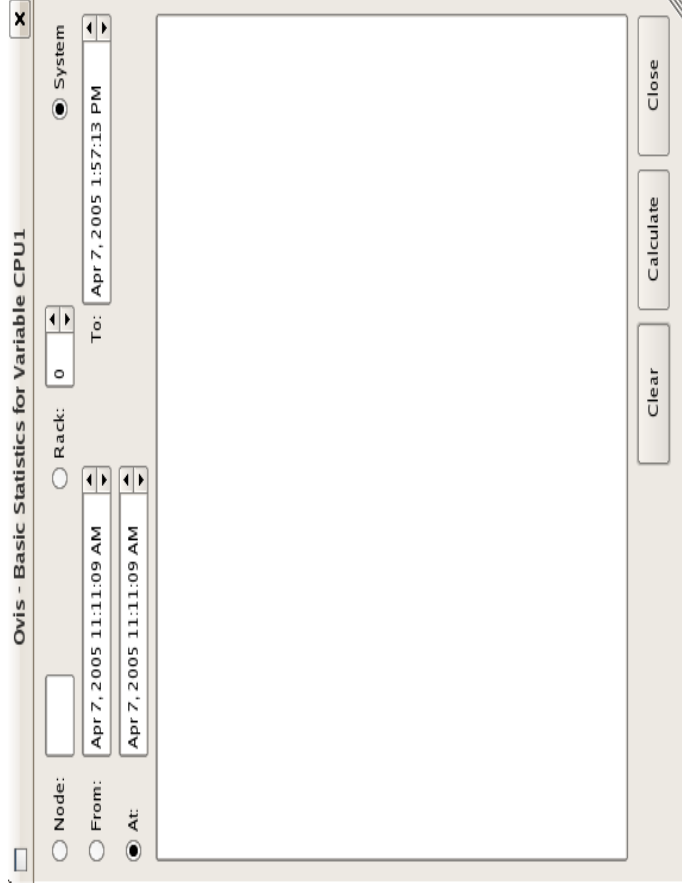 Ovis - Basic Statistics for Variable CPU1
Node: Rack: 0 System
From: Apr 7, 2005 11:11:09 AM To: Apr 7, 2005 1:57:13 PM
At: Apr 7, 2005 11:11:09 AM
Clear Calculate Close